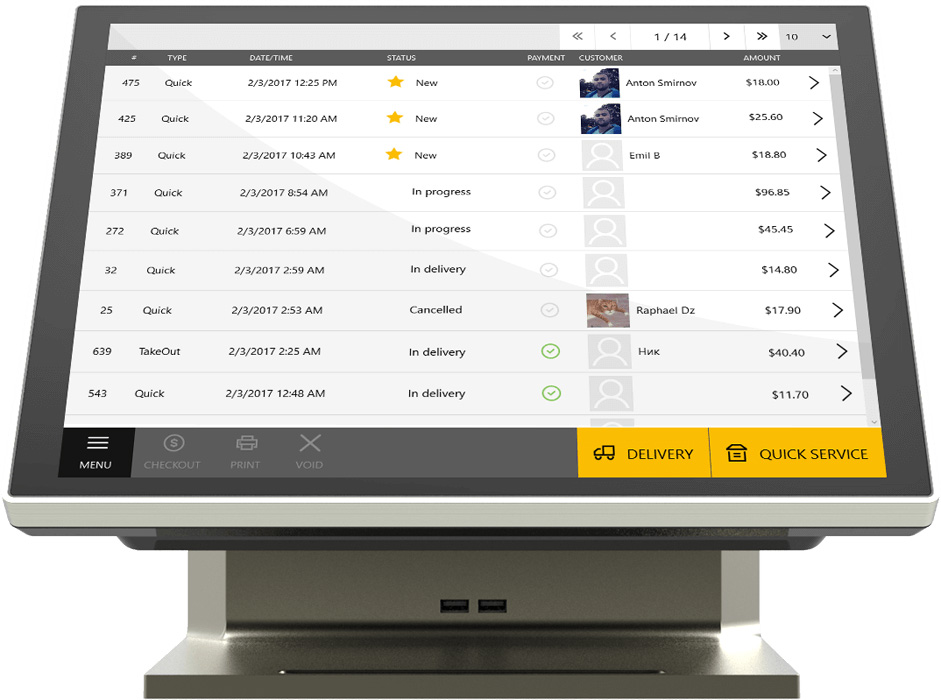 1 / 14 10
# TYPE DATE/TIME STATUS PAYMENT CUSTOMER AMOUNT
475 Quick 2/3/2017 12:25 PM New Anton Smirnov $18.00
425 Quick 2/3/2017 11:20 AM New Anton Smirnov $25.60
389 Quick 2/3/2017 10:43 AM New Emil B $18.80
371 Quick 2/3/2017 8:54 AM In progress $96.85
272 Quick 2/3/2017 6:59 AM In progress $45.45
32 Quick 2/3/2017 2:59 AM In delivery $14.80
25 Quick 2/3/2017 2:53 AM Cancelled Raphael Dz $17.90
639 TakeOut 2/3/2017 2:25 AM In delivery Ник $40.40
543 Quick 2/3/2017 12:48 AM In delivery $11.70
MENU CHECKOUT PRINT VOID DELIVERY QUICK SERVICE